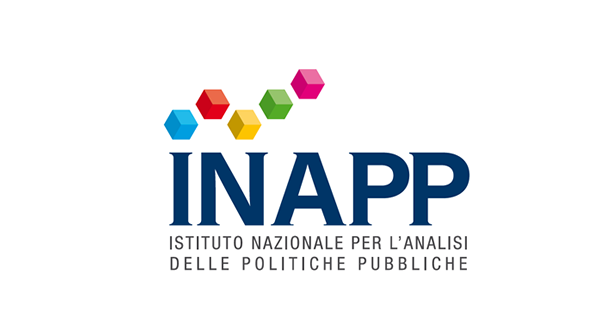 INAPP
ISTITUTO NAZIONALE PER L'ANALISI
DELLE POLITICHE PUBBLICHE